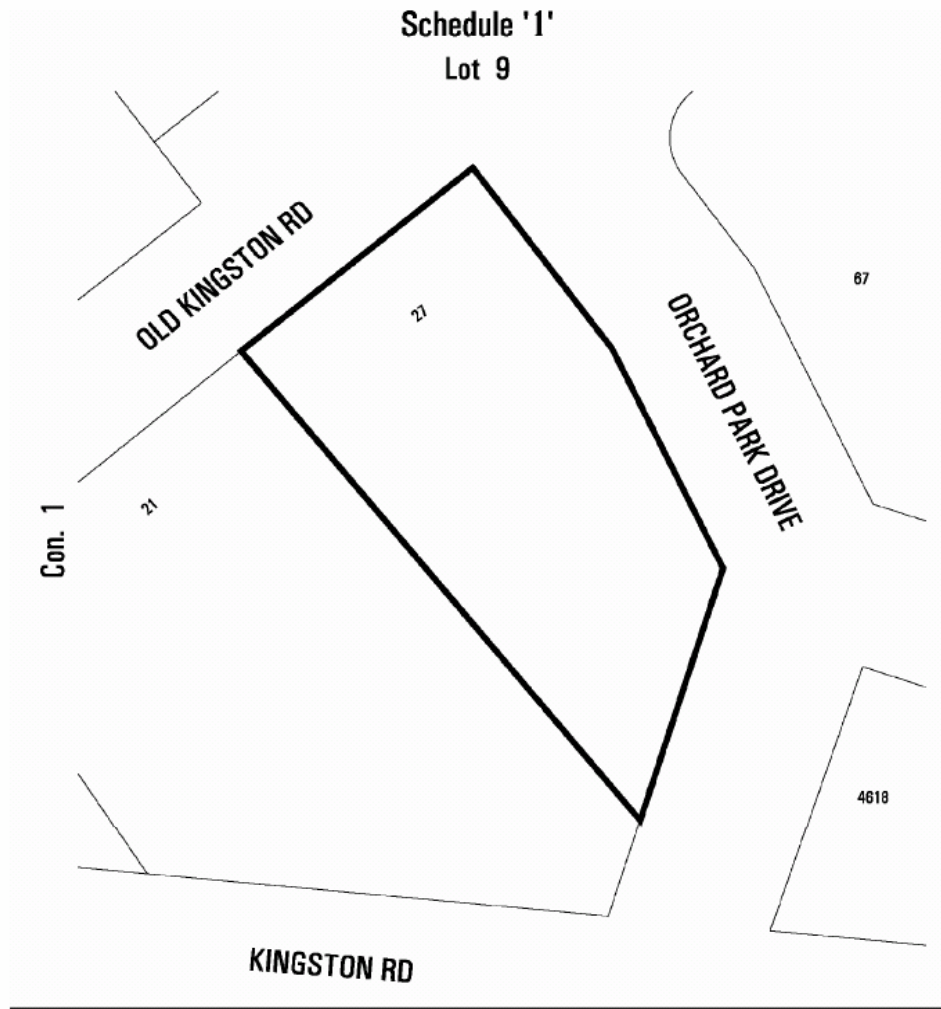 Schedule '1'
Lot 9
OLD KINGSTON RD
27
67
ORCHARD PARK DRIVE
21
Con. 1
4618
KINGSTON RD